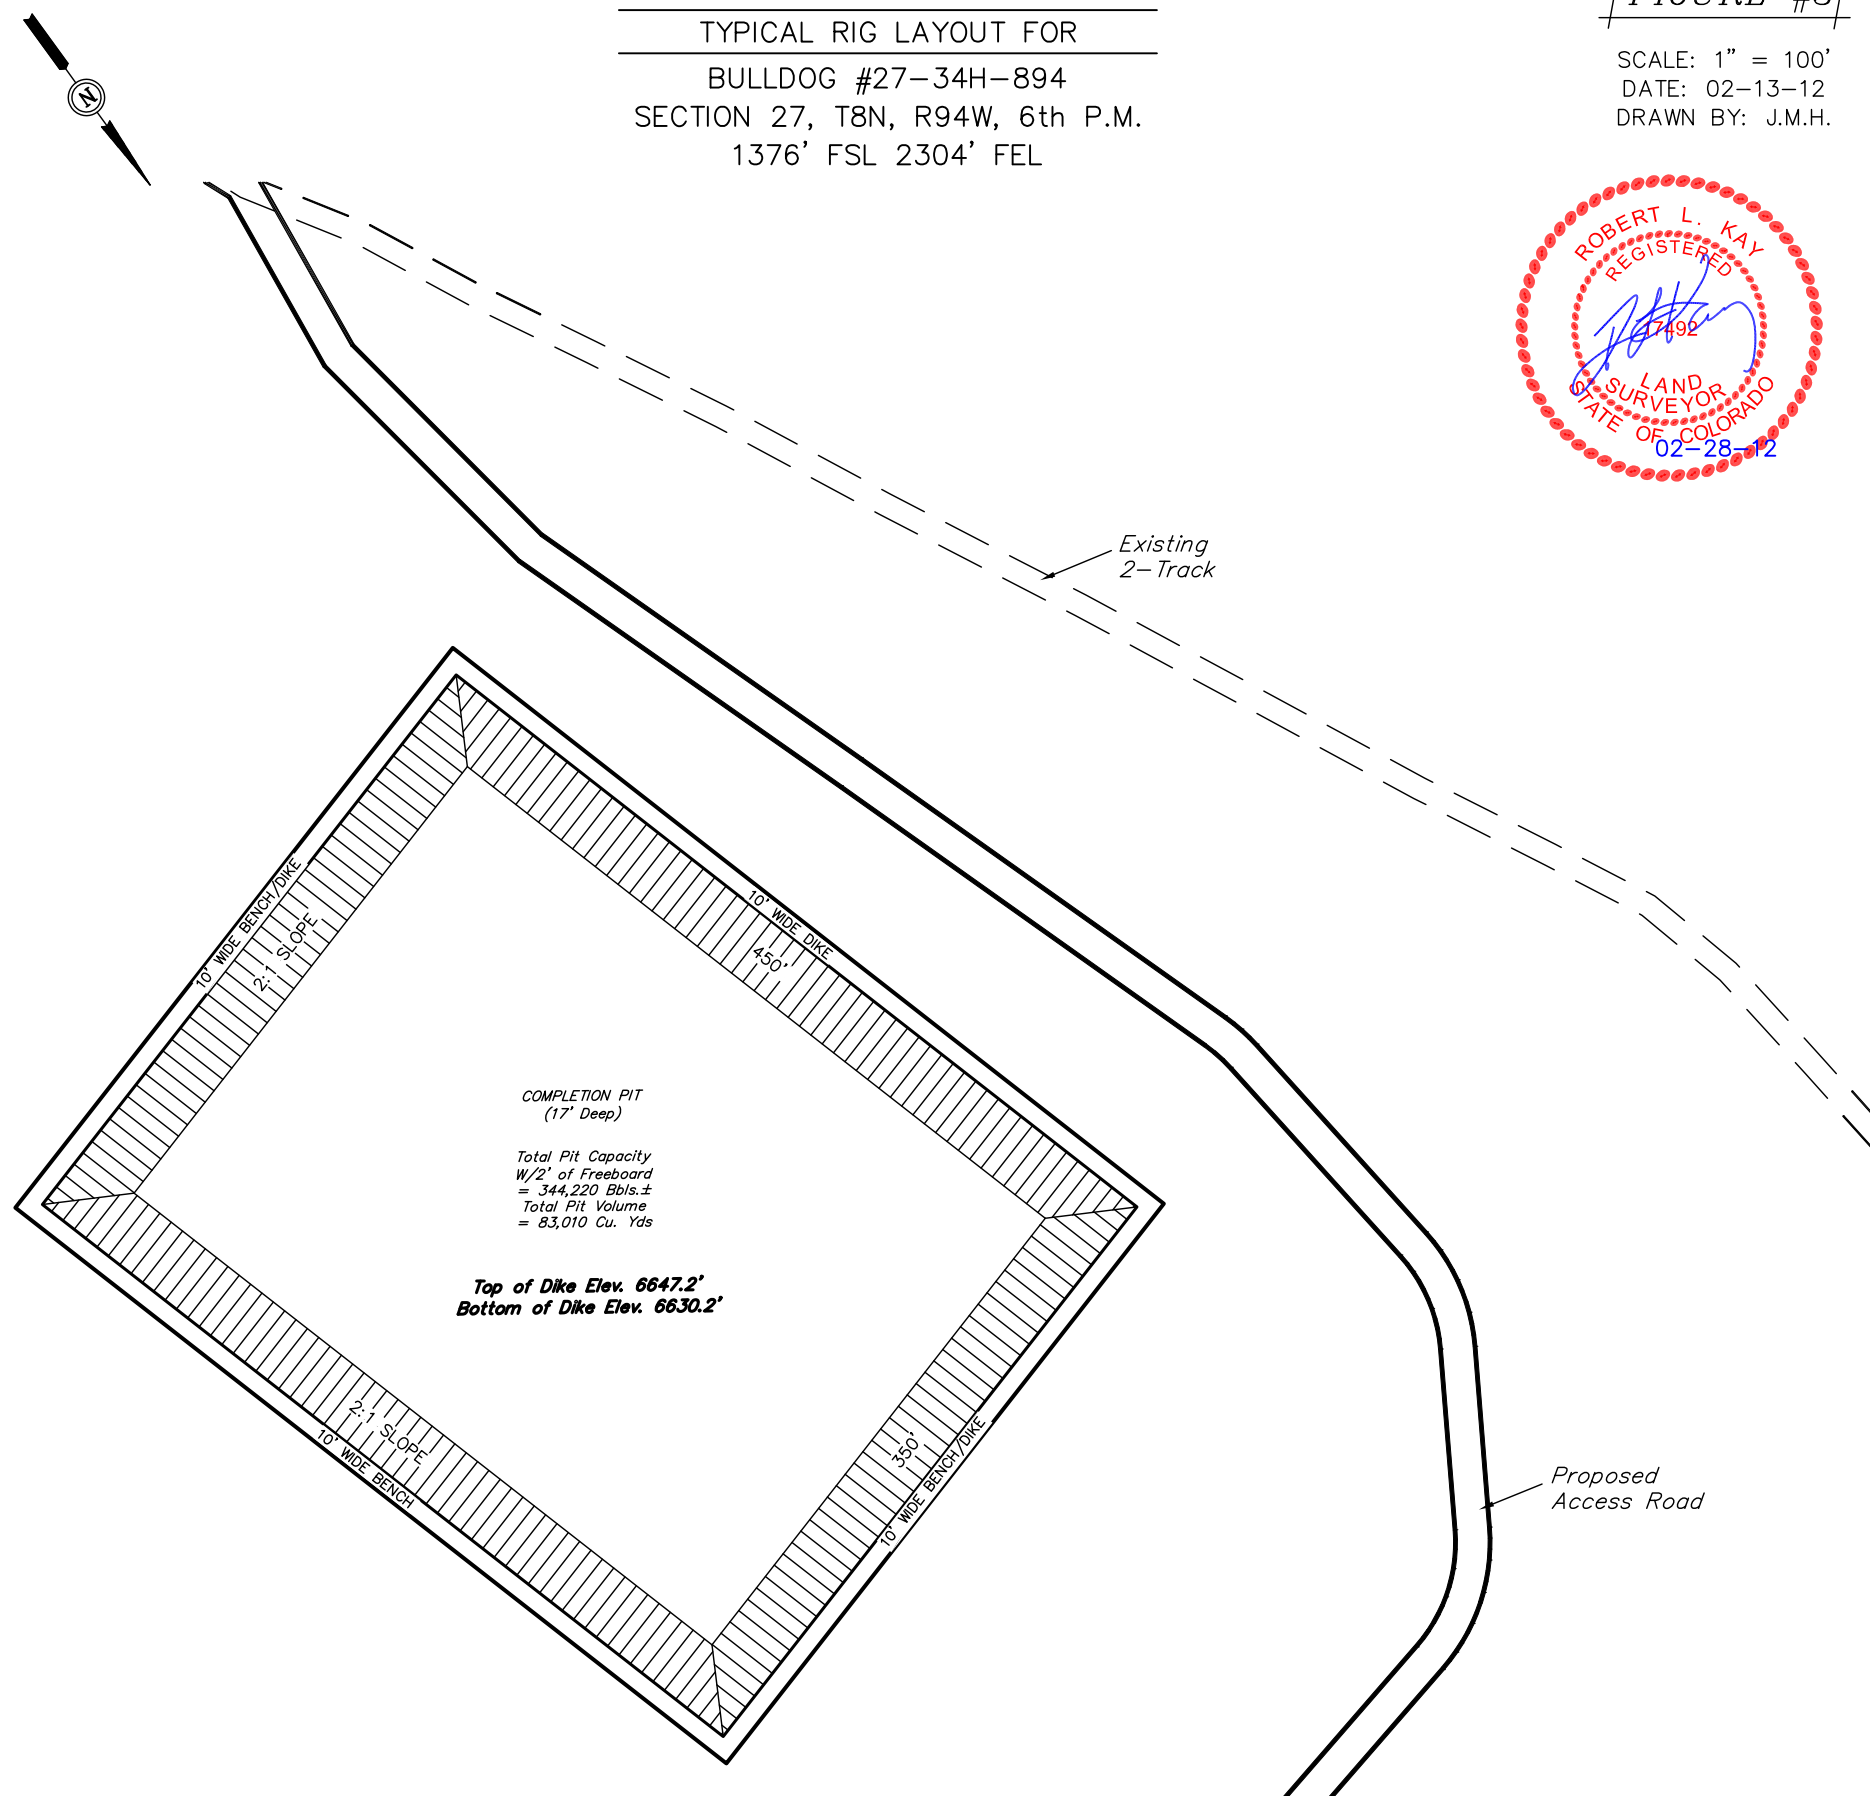 TYPICAL RIG LAYOUT FOR
BULLDOG #27-34H-894
SECTION 27, T8N, R94W, 6th P.M.
1376' FSL 2304' FEL
SCALE: 1" = 100'
DATE: 02-13-12
DRAWN BY: J.M.H.
N
ROBERT L. KAY
REGISTERED
17492
LAND
SURVEYOR
STATE OF COLORADO
02-28-12
Existing
2-Track
10' WIDE BENCH/DIKE
2:1 SLOPE
10' WIDE DIKE
450'
COMPLETION PIT
(17' Deep)
Total Pit Capacity
W/2' of Freeboard
= 344,220 Bbls.±
Total Pit Volume
= 83,010 Cu. Yds
Top of Dike Elev. 6647.2'
Bottom of Dike Elev. 6630.2'
2:1 SLOPE
10' WIDE BENCH
350'
10' WIDE BENCH/DIKE
Proposed
Access Road